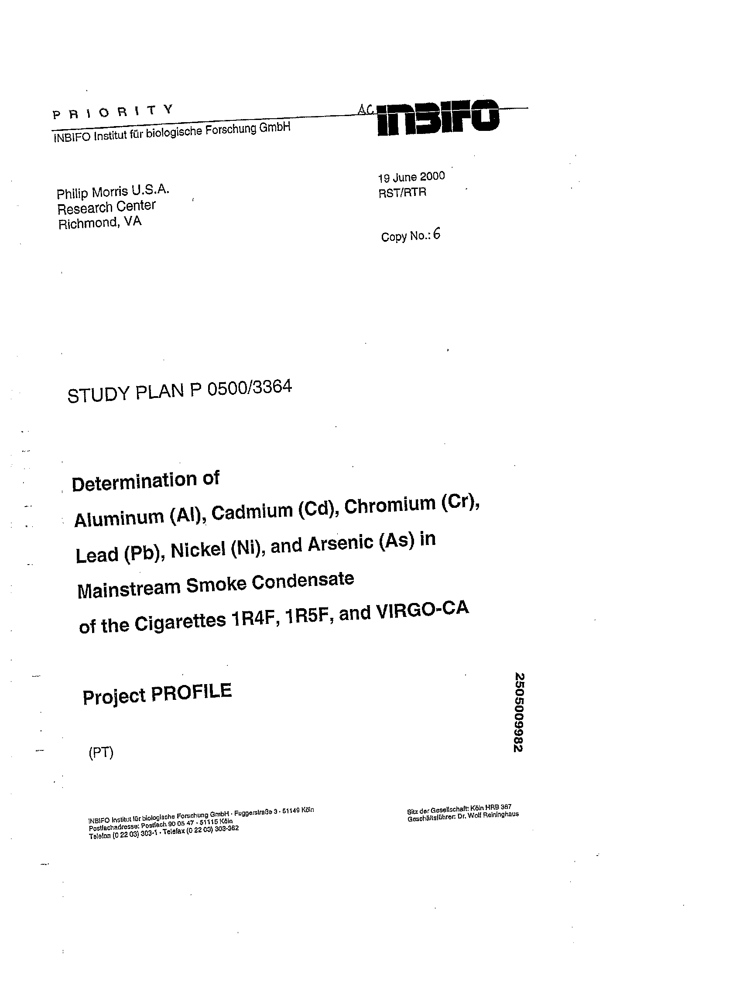 PRIORITY
AC INBIFO
INBIFO Institut für biologische Forschung GmbH
19 June 2000
RST/RTR
Philip Morris U.S.A.
Research Center
Richmond, VA
Copy No.: 6
STUDY PLAN P 0500/3364
Determination of
Aluminum (Al), Cadmium (Cd), Chromium (Cr),
Lead (Pb), Nickel (Ni), and Arsenic (As) in
Mainstream Smoke Condensate
of the Cigarettes 1R4F, 1R5F, and VIRGO-CA
Project PROFILE
(PT)
2505009982
INBIFO Institut für biologische Forschung GmbH · Fuggerstraße 3 · 51149 Köln
Postfachadresse: Postfach 90 05 47 · 51115 Köln
Telefon (0 22 03) 303-1 · Telefax (0 22 03) 303-362
Sitz der Gesellschaft: Köln HRB 367
Geschäftsführer: Dr. Wolf Reininghaus